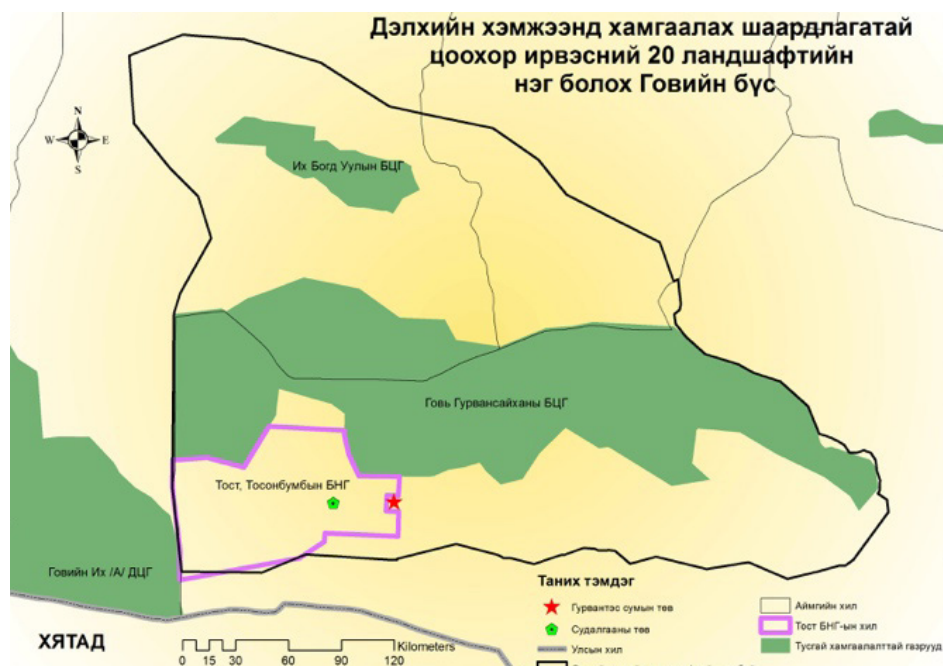 Дэлхийн хэмжээнд хамгаалах шаардлагатай
цоохор ирвэсний 20 ландшафтийн
нэг болох Говийн бүс
N
W E
S
Их Богд Уулын БЦГ
Говь Гурвансайханы БЦГ
Тост, Тосонбумбын БНГ
Говийн Их /А/ ДЦГ
ХЯТАД
Kilometers
0 15 30 60 90 120
Таних тэмдэг
Гурвантэс сумын төв
Судалгааны төв
Улсын хил
Аймгийн хил
Тост БНГ-ын хил
Тусгай хамгаалалттай газрууд